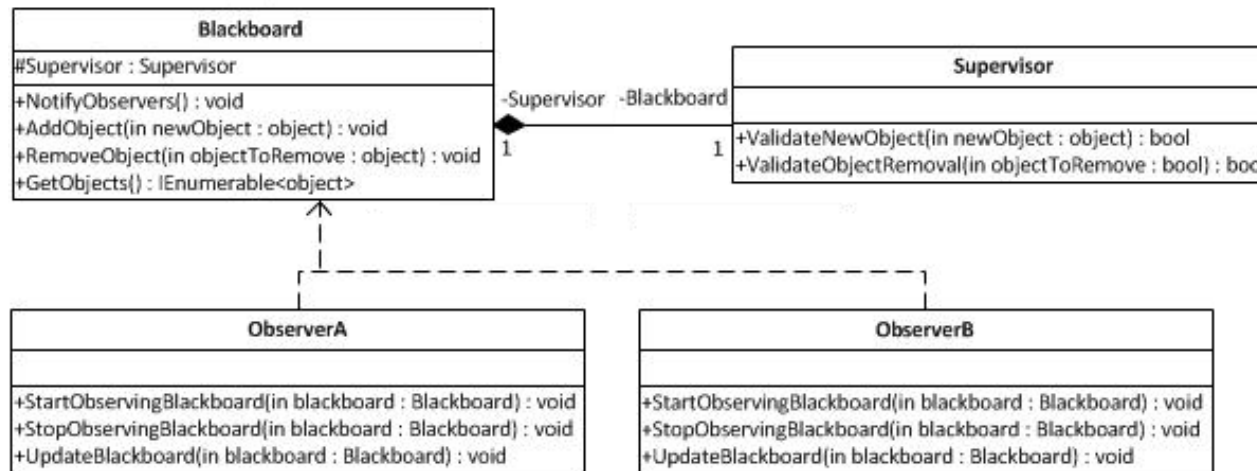 Blackboard
#Supervisor : Supervisor
+NotifyObservers() : void
+AddObject(in newObject : object) : void
+RemoveObject(in objectToRemove : object) : void
+GetObjects() : IEnumerable<object>
-Supervisor
-Blackboard
1
1
Supervisor
+ValidateNewObject(in newObject : object) : bool
+ValidateObjectRemoval(in objectToRemove : bool) : boo
ObserverA
+StartObservingBlackboard(in blackboard : Blackboard) : void
+StopObservingBlackboard(in blackboard : Blackboard) : void
+UpdateBlackboard(in blackboard : Blackboard) : void
ObserverB
+StartObservingBlackboard(in blackboard : Blackboard) : void
+StopObservingBlackboard(in blackboard : Blackboard) : void
+UpdateBlackboard(in blackboard : Blackboard) : void